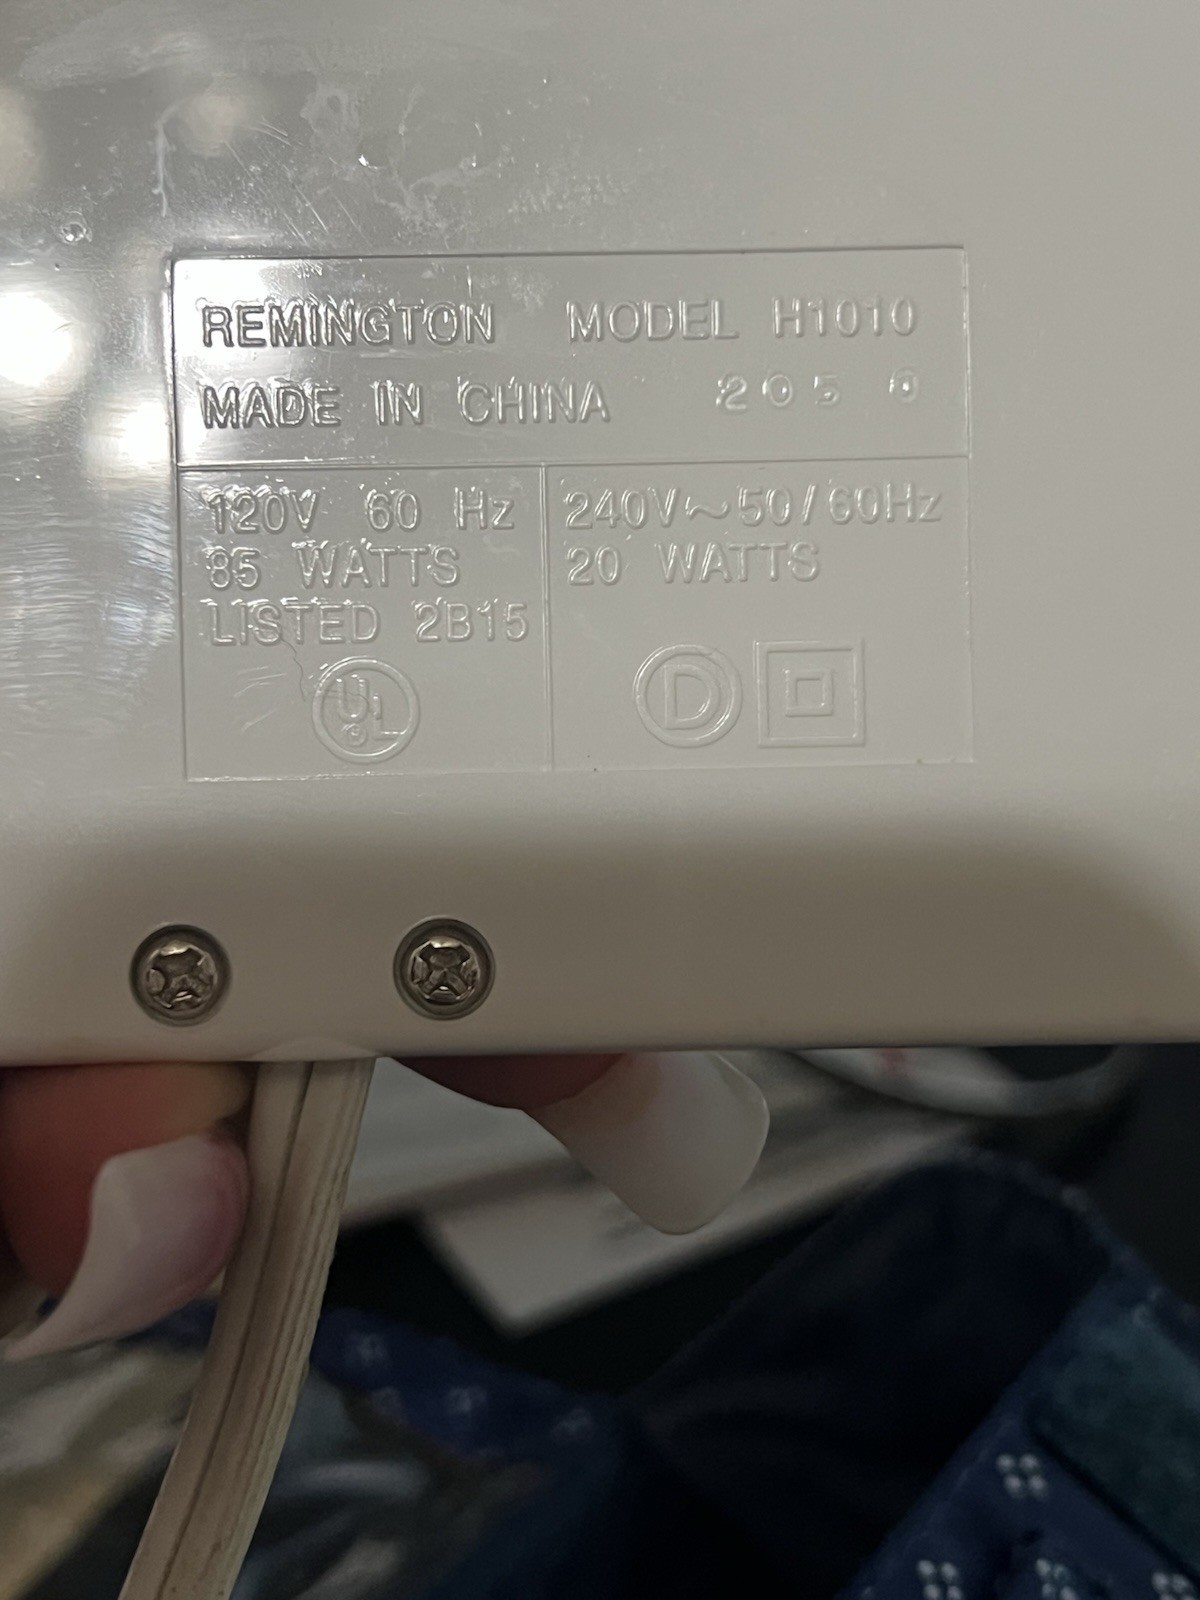 REMINGTON MODEL H1010
MADE IN CHINA 205 0
120V 60 Hz
85 WATTS
LISTED 2B15
UL
240V~50/60Hz
20 WATTS
D